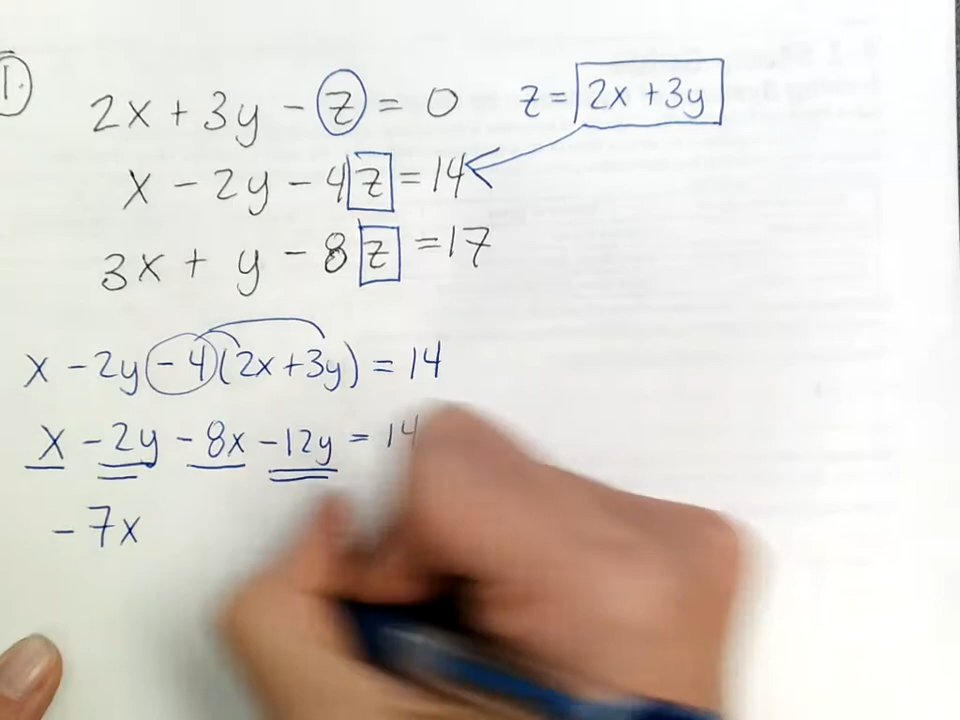 1.
2x + 3y - z = 0 z = 2x + 3y
x - 2y - 4z = 14
3x + y - 8z = 17
x - 2y - 4(2x + 3y) = 14
x - 2y - 8x - 12y = 14
- 7x